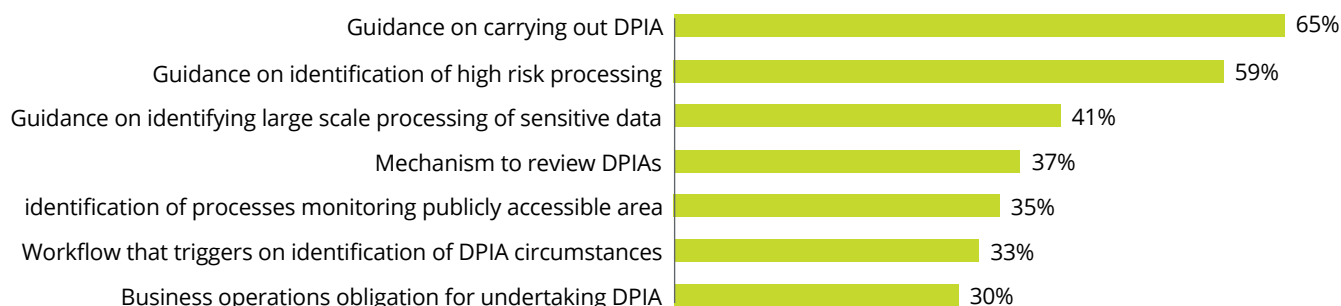 Guidance on carrying out DPIA 65%
Guidance on identification of high risk processing 59%
Guidance on identifying large scale processing of sensitive data 41%
Mechanism to review DPIAs 37%
identification of processes monitoring publicly accessible area 35%
Workflow that triggers on identification of DPIA circumstances 33%
Business operations obligation for undertaking DPIA 30%